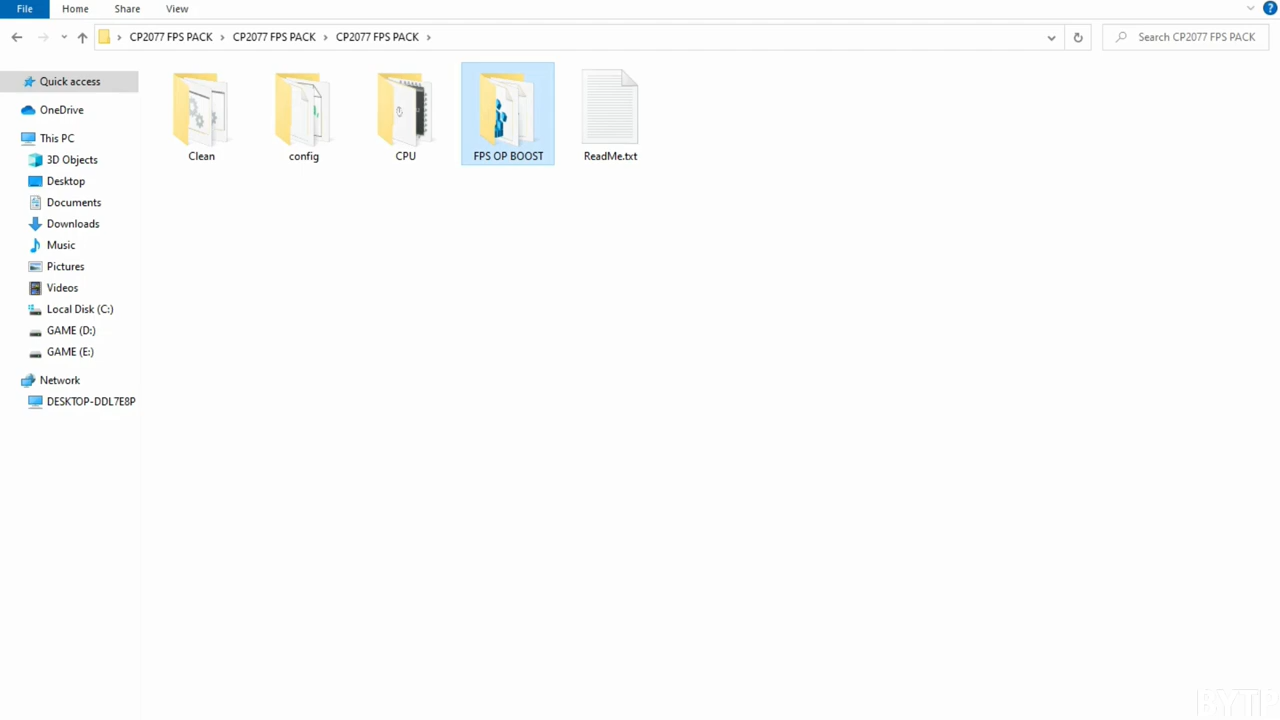 File Home Share View
CP2077 FPS PACK CP2077 FPS PACK CP2077 FPS PACK Search CP2077 FPS PACK
Quick access
OneDrive
This PC
3D Objects
Desktop
Documents
Downloads
Music
Pictures
Videos
Local Disk (C:)
GAME (D:)
GAME (E:)
Network
DESKTOP-DDL7E8P
Clean config CPU FPS OP BOOST ReadMe.txt